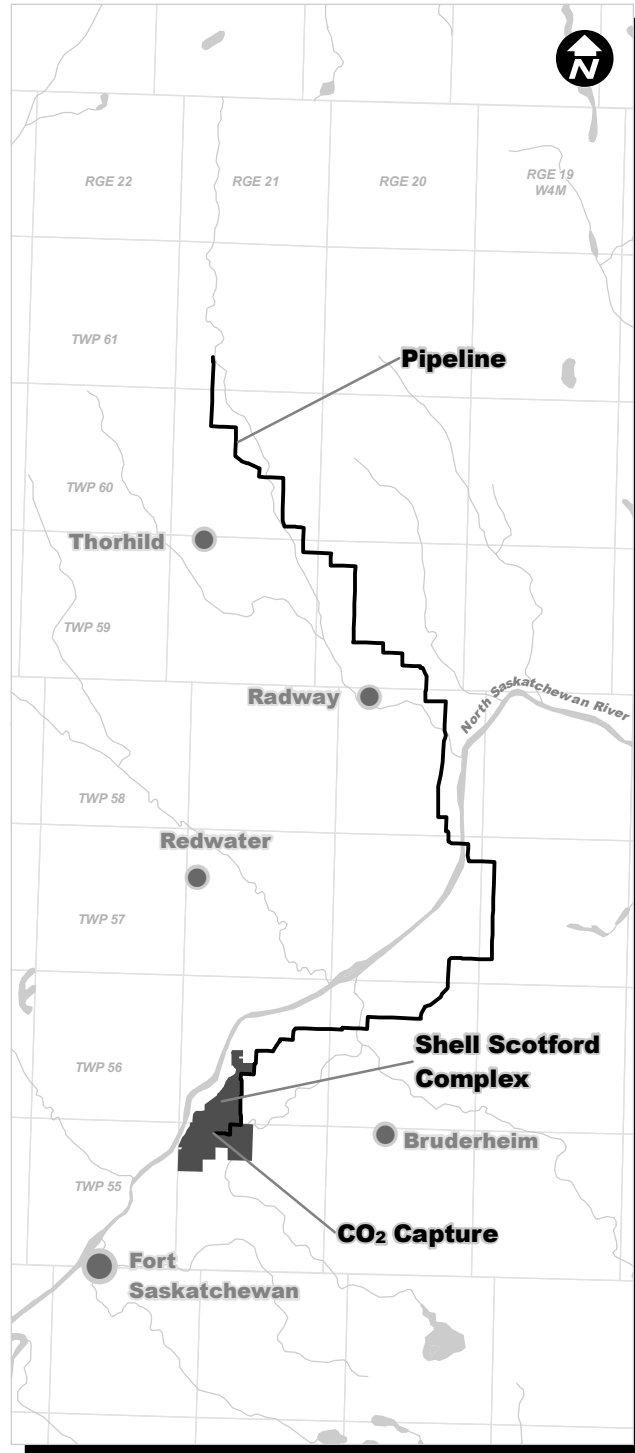 N
RGE 22
RGE 21
RGE 20
RGE 19
W4M
TWP 61
Pipeline
TWP 60
Thorhild
TWP 59
Radway
North Saskatchewan River
TWP 58
Redwater
TWP 57
Shell Scotford
Complex
TWP 56
Bruderheim
TWP 55
CO₂ Capture
Fort
Saskatchewan